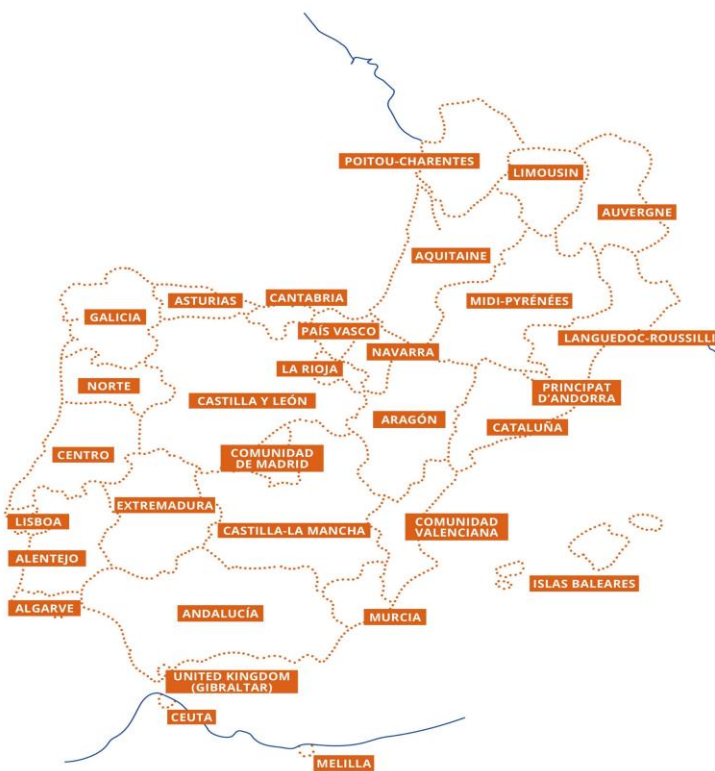 POITOU-CHARENTES
LIMOUSIN
AUVERGNE
AQUITAINE
ASTURIAS
CANTABRIA
MIDI-PYRÉNÉES
GALICIA
PAÍS VASCO
LANGUEDOC-ROUSSILLI
NAVARRA
LA RIOJA
NORTE
PRINCIPAT
D'ANDORRA
CASTILLA Y LEÓN
ARAGÓN
CATALUÑA
CENTRO
COMUNIDAD
DE MADRID
EXTREMADURA
LISBOA
CASTILLA-LA MANCHA
COMUNIDAD
VALENCIANA
ALENTEJO
ISLAS BALEARES
ALGARVE
ANDALUCÍA
MURCIA
UNITED KINGDOM
(GIBRALTAR)
CEUTA
MELILLA